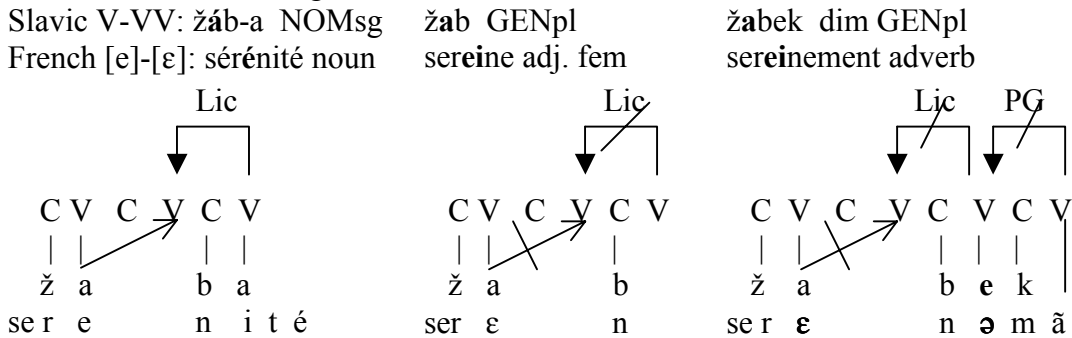 Slavic V-VV: žáb-a NOMsg žab GENpl žabek dim GENpl
French [e]-[ɛ]: sérénité noun sereine adj. fem sereinement adverb
Lic Lic Lic PG
C V C V C V C V C V C V C V C V C V C V
ž a b a ž a b ž a b e k
se r e n i t é ser ɛ n se r ɛ n ə m ã